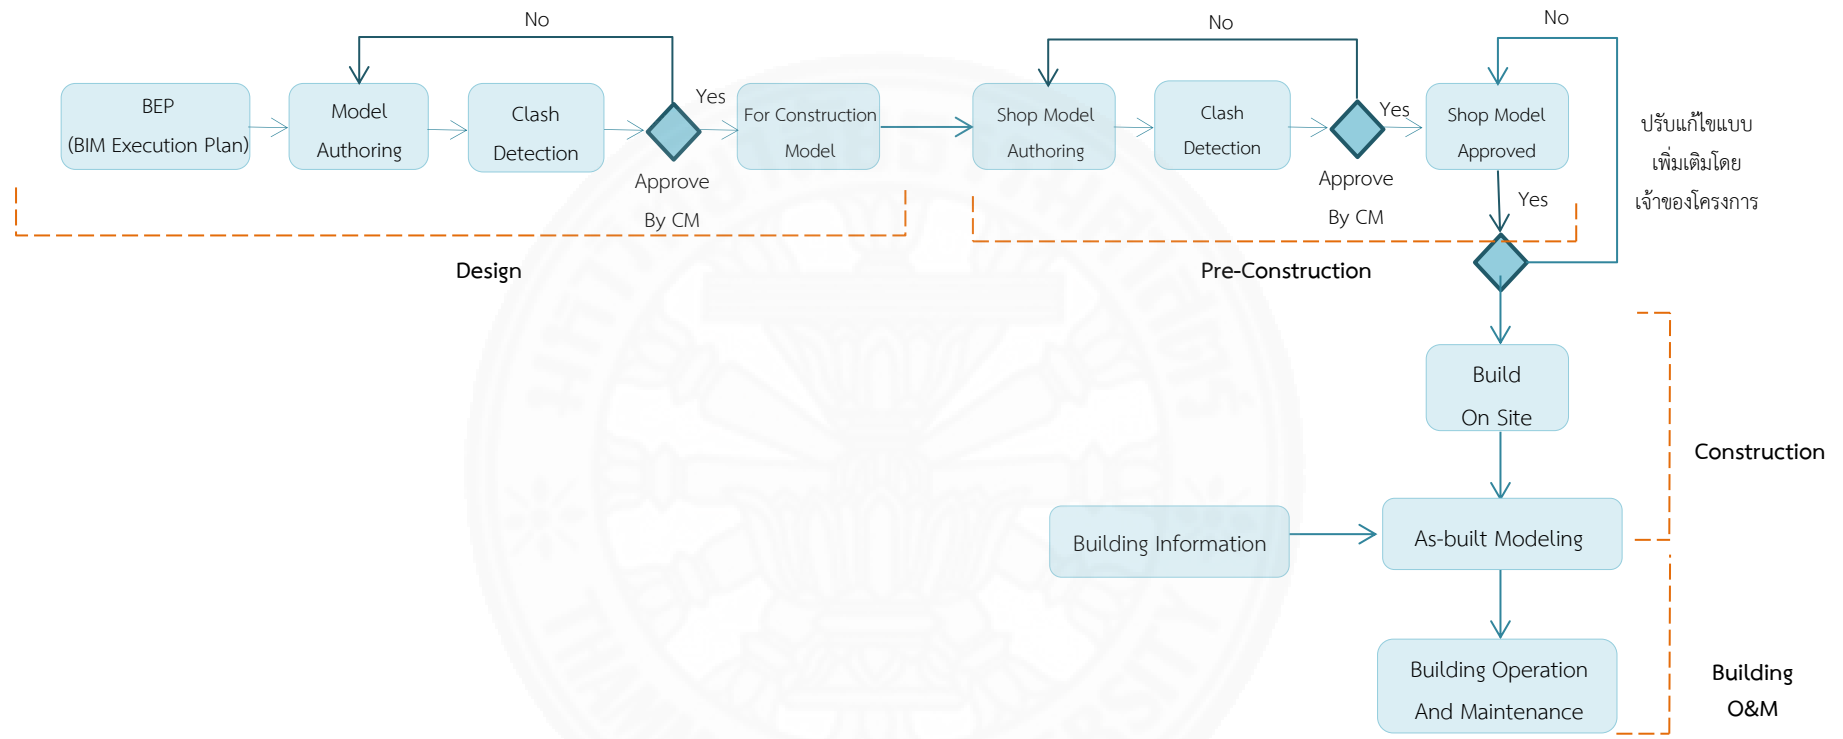 No
No
No
BEP
(BIM Execution Plan)
Model
Authoring
Clash
Detection
Yes
For Construction
Model
Shop Model
Authoring
Clash
Detection
Yes
Shop Model
Approved
ปรับแก้ไขแบบ
เพิ่มเติมโดย
เจ้าของโครงการ
Approve
By CM
Approve
By CM
Yes
Design
Pre-Construction
Build
On Site
Construction
Building Information
As-built Modeling
Building Operation
And Maintenance
Building
O&M